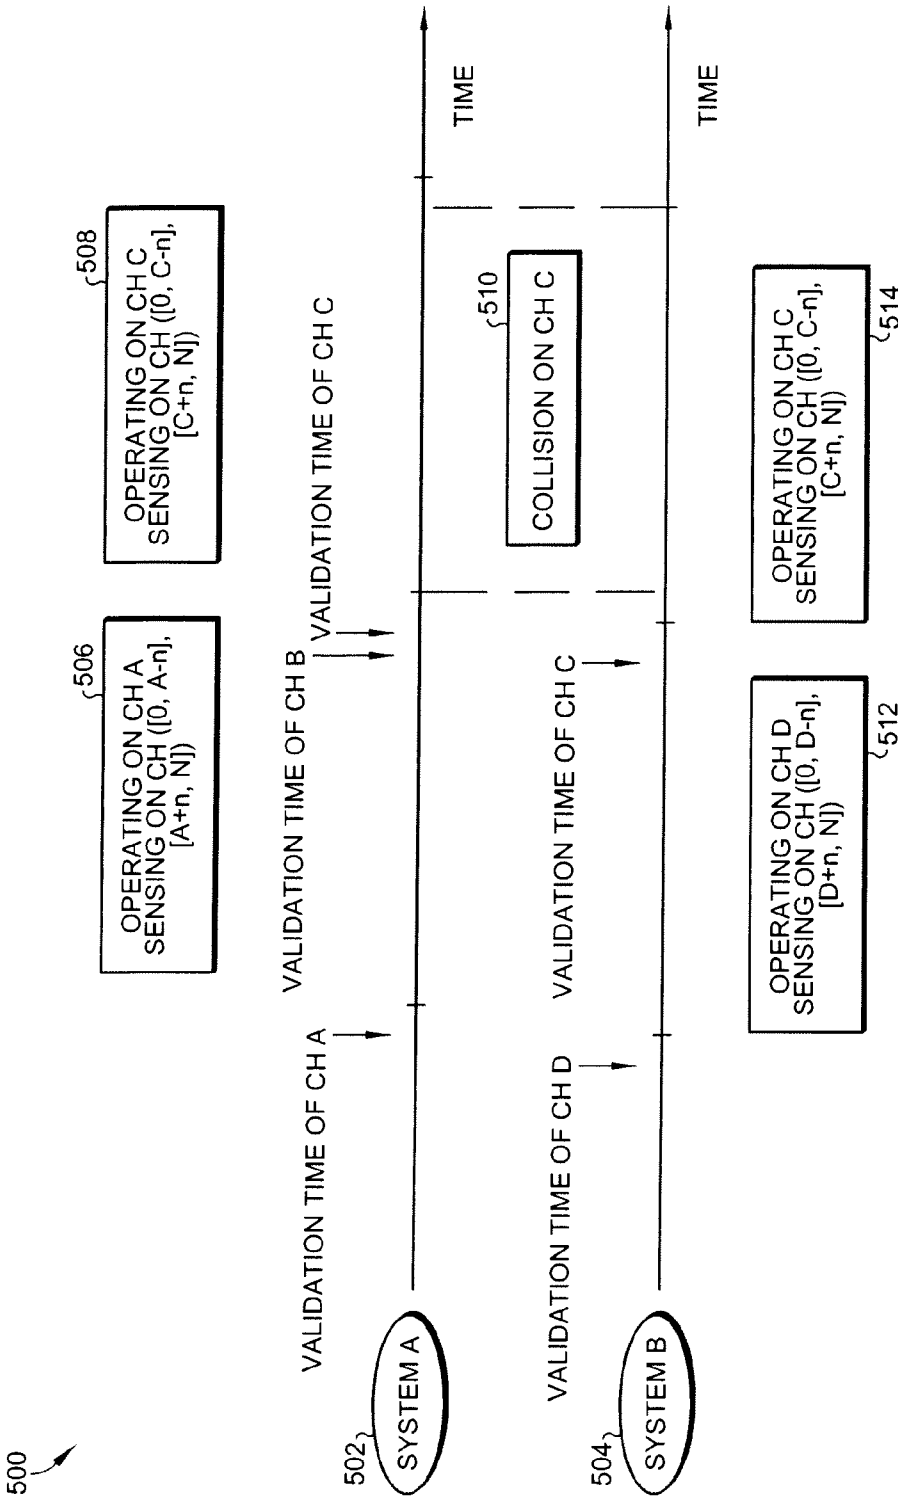 500
506
OPERATING ON CH A
SENSING ON CH ([0, A-n],
[A+n, N])
508
OPERATING ON CH C
SENSING ON CH ([0, C-n],
[C+n, N])
VALIDATION TIME OF CH A
VALIDATION TIME OF CH B
VALIDATION TIME OF CH C
502
SYSTEM A
TIME
510
COLLISION ON CH C
VALIDATION TIME OF CH D
VALIDATION TIME OF CH C
504
SYSTEM B
TIME
OPERATING ON CH D
SENSING ON CH ([0, D-n],
[D+n, N])
512
OPERATING ON CH C
SENSING ON CH ([0, C-n],
[C+n, N])
514